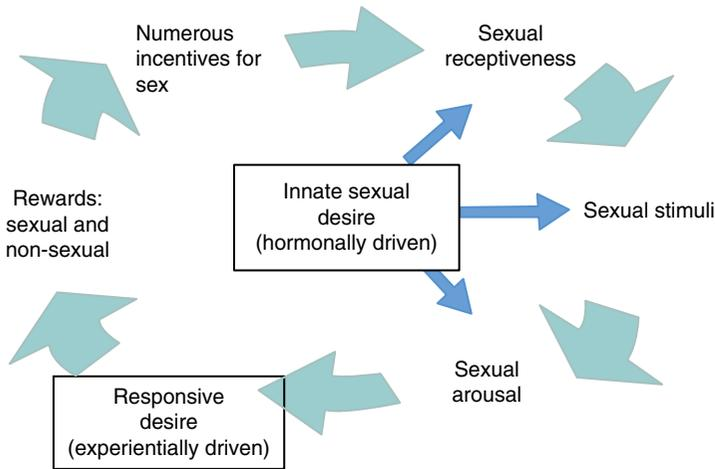 Numerous
incentives for
sex
Sexual
receptiveness
Innate sexual
desire
(hormonally driven)
Sexual stimuli
Rewards:
sexual and
non-sexual
Sexual
arousal
Responsive
desire
(experientially driven)